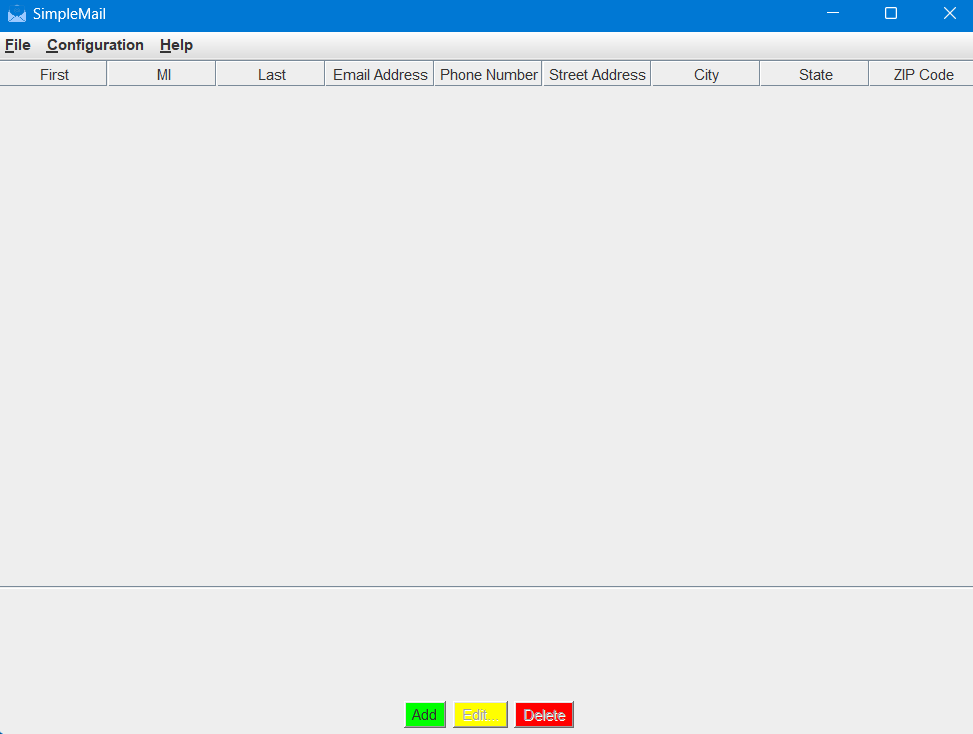 SimpleMail
File Configuration Help
First MI Last Email Address Phone Number Street Address City State ZIP Code
Add Edit... Delete